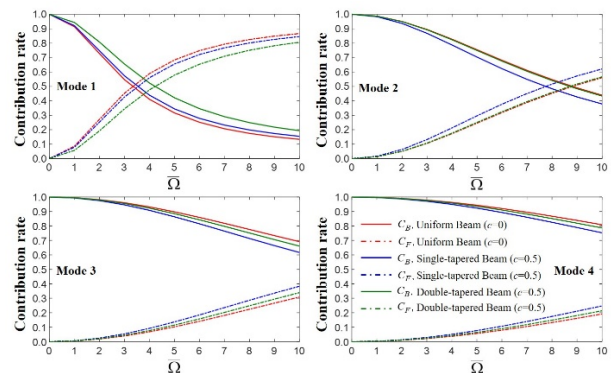 Contribution rate
1.0
0.9
0.8
0.7
0.6
0.5
0.4
0.3
0.2
0.1
0.0
Mode 1
0 1 2 3 4 5 6 7 8 9 10
Ω̅
Contribution rate
1.0
0.9
0.8
0.7
0.6
0.5
0.4
0.3
0.2
0.1
0.0
Mode 2
0 1 2 3 4 5 6 7 8 9 10
Ω̅
Contribution rate
1.0
0.9
0.8
0.7
0.6
0.5
0.4
0.3
0.2
0.1
0.0
Mode 3
0 1 2 3 4 5 6 7 8 9 10
Ω̅
Contribution rate
1.0
0.9
0.8
0.7
0.6
0.5
0.4
0.3
0.2
0.1
0.0
C_B, Uniform Beam (c=0)
C_F, Uniform Beam (c=0)
C_B, Single-tapered Beam (c=0.5)
C_F, Single-tapered Beam (c=0.5)
C_B, Double-tapered Beam (c=0.5)
C_F, Double-tapered Beam (c=0.5)
Mode 4
0 1 2 3 4 5 6 7 8 9 10
Ω̅